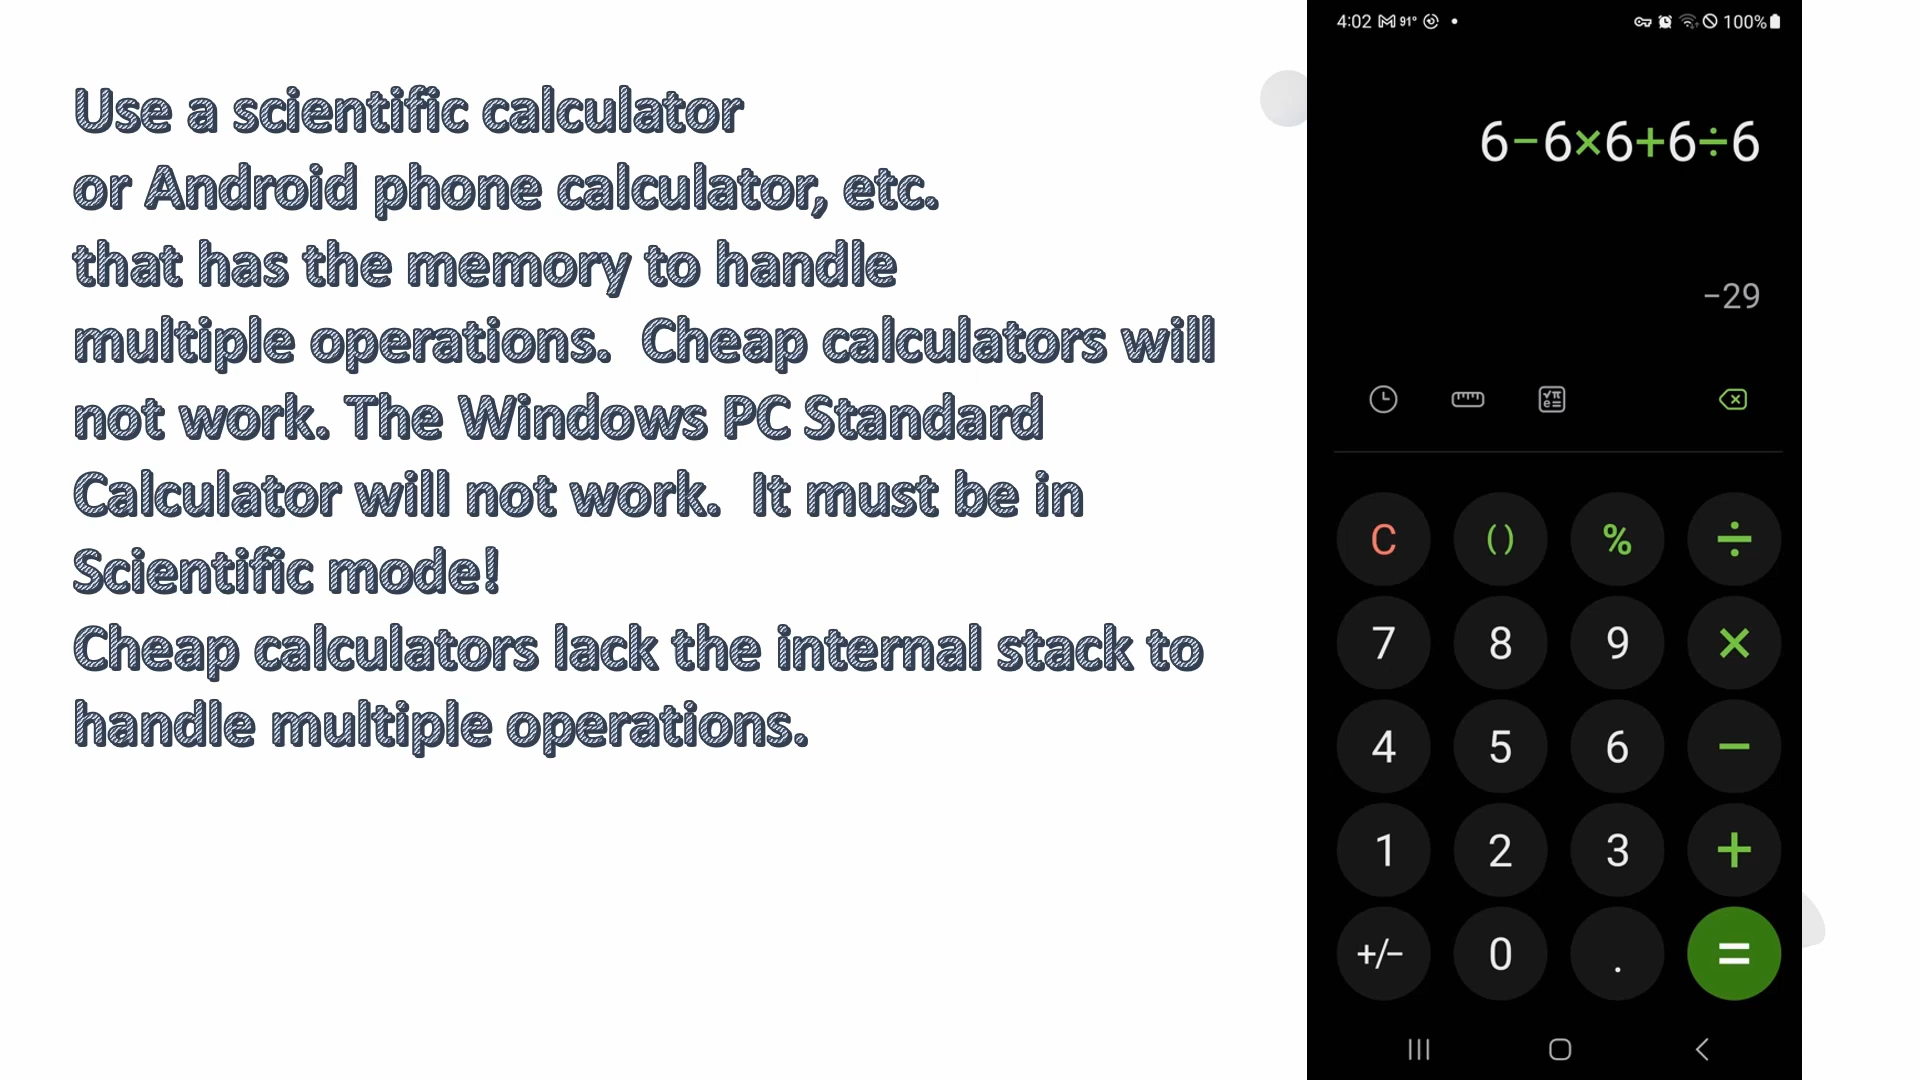 Use a scientific calculator
or Android phone calculator, etc.
that has the memory to handle
multiple operations.  Cheap calculators will
not work. The Windows PC Standard
Calculator will not work.  It must be in
Scientific mode!
Cheap calculators lack the internal stack to
handle multiple operations.
4:02 91° 100%
6−6×6+6÷6
−29
C () % ÷
7 8 9 ×
4 5 6 −
1 2 3 +
+/− 0 . =